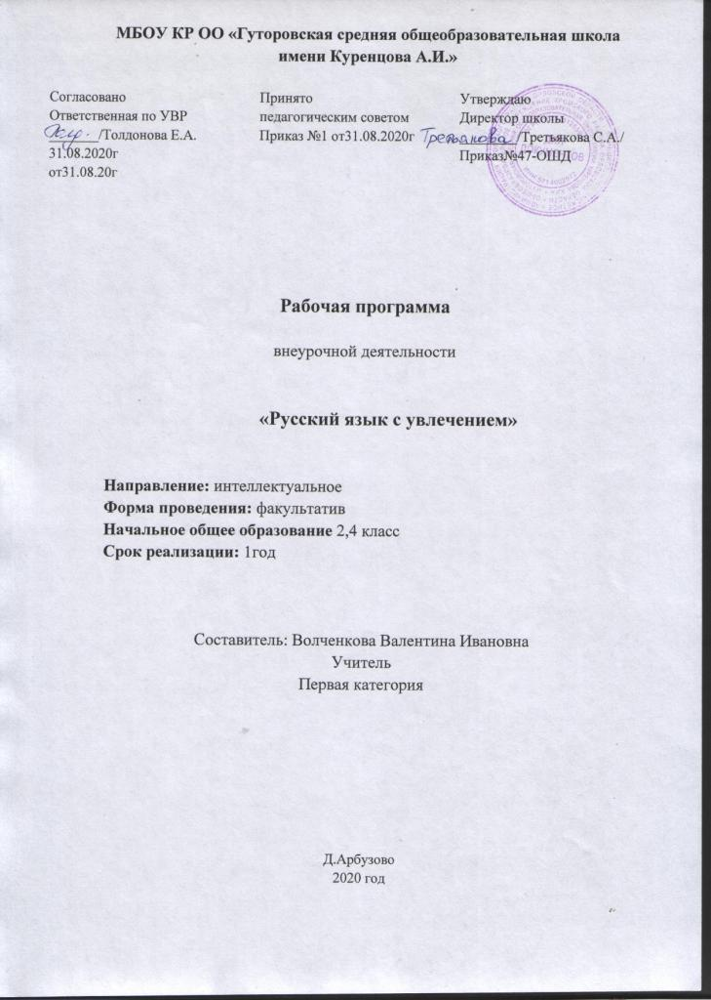 МБОУ КР ОО «Гуторовская средняя общеобразовательная школа
имени Куренцова А.И.»
Согласовано
Ответственная по УВР
/Толдонова Е.А.
31.08.2020г
от31.08.20г
Принято
педагогическим советом
Приказ №1 от31.08.2020г
Утверждаю
Директор школы
Третьякова /Третьякова С.А./
Приказ№47-ОШД
Рабочая программа
внеурочной деятельности
«Русский язык с увлечением»
Направление: интеллектуальное
Форма проведения: факультатив
Начальное общее образование 2,4 класс
Срок реализации: 1год
Составитель: Волченкова Валентина Ивановна
Учитель
Первая категория
Д.Арбузово
2020 год